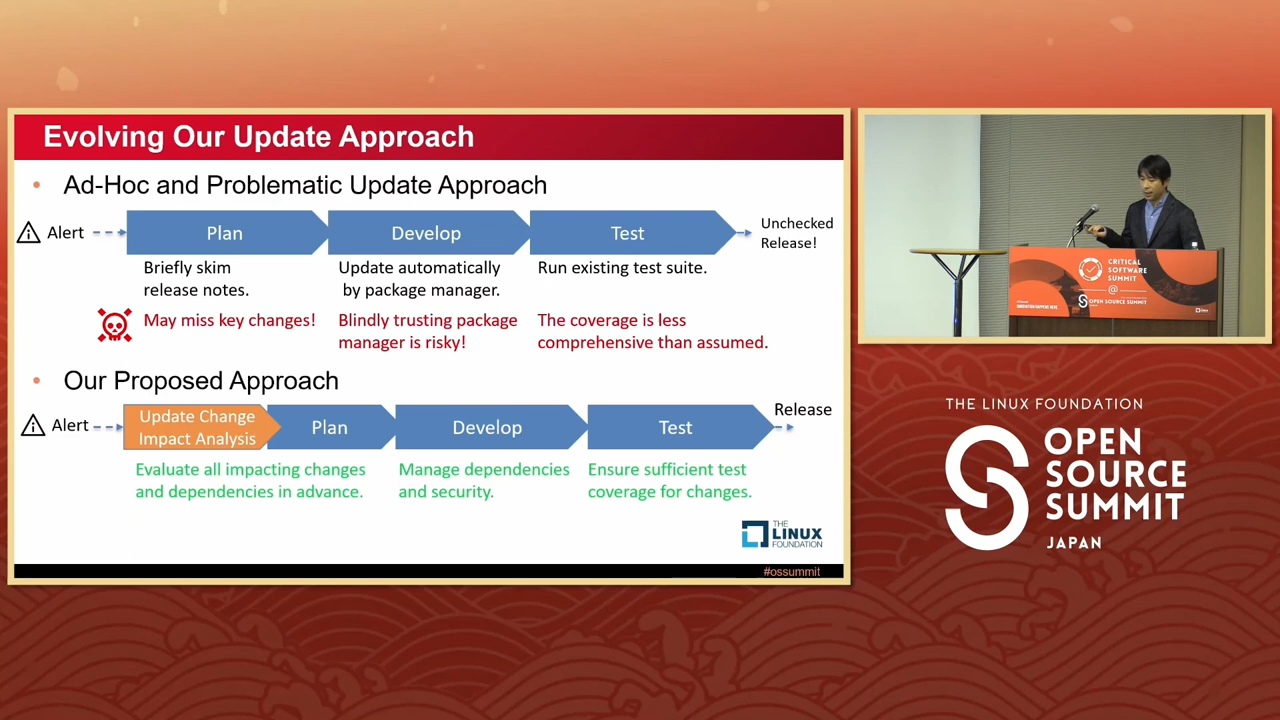 Evolving Our Update Approach
• Ad-Hoc and Problematic Update Approach
Alert
Plan
Develop
Test
Unchecked
Release!
Briefly skim
release notes.
Update automatically
by package manager.
Run existing test suite.
May miss key changes!
Blindly trusting package
manager is risky!
The coverage is less
comprehensive than assumed.
• Our Proposed Approach
Alert
Update Change
Impact Analysis
Plan
Develop
Test
Release
Evaluate all impacting changes
and dependencies in advance.
Manage dependencies
and security.
Ensure sufficient test
coverage for changes.
THE
LINUX
FOUNDATION
#ossummit
CRITICAL
SOFTWARE
SUMMIT
@
OPEN SOURCE SUMMIT
THE LINUX FOUNDATION
OPEN
SOURCE
SUMMIT
JAPAN